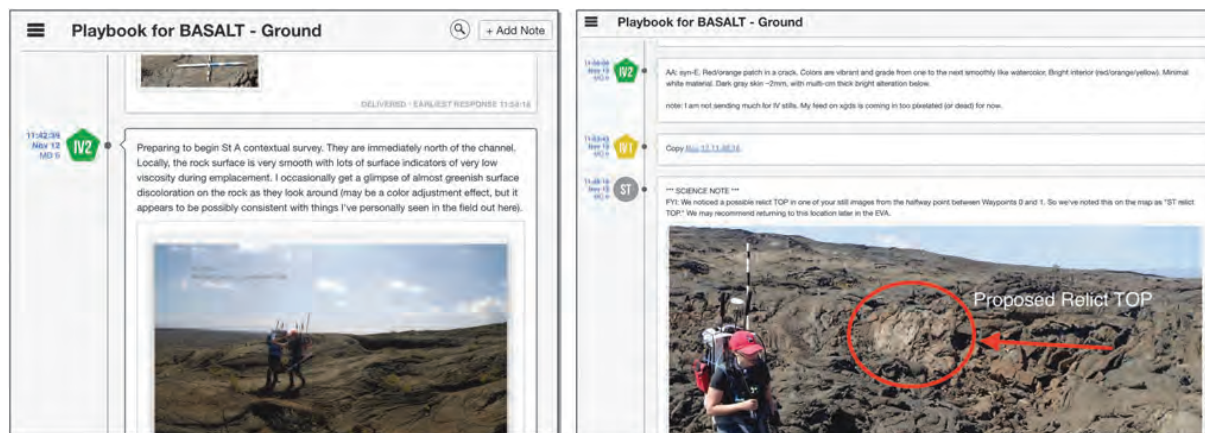 Playbook for BASALT - Ground
+ Add Note
DELIVERED - EARLIEST RESPONSE 11:54:16
11:42:39
Nov 12
MD 5
IV2
Preparing to begin St A contextual survey. They are immediately north of the channel.
Locally, the rock surface is very smooth with lots of surface indicators of very low
viscosity during emplacement. I occasionally get a glimpse of almost greenish surface
discoloration on the rock as they look around (may be a color adjustment effect, but it
appears to be possibly consistent with things I've personally seen in the field out here).
Playbook for BASALT - Ground
Nov 12
IV2
AA: syn-E. Red/orange patch in a crack. Colors are vibrant and grade from one to the next smoothly like watercolor. Bright interior (red/orange/yellow). Minimal
white material. Dark gray skin ~2mm, with multi-cm thick bright alteration below.
note: I am not sending much for IV stills. My feed on xgds is coming in too pixelated (or dead) for now.
IV1
Copy
ST
*** SCIENCE NOTE ***
FYI: We noticed a possible relict TOP in one of your still images from the halfway point between Waypoints 0 and 1. So we've noted this on the map as "ST relict
TOP." We may recommend returning to this location later in the EVA.
Proposed Relict TOP